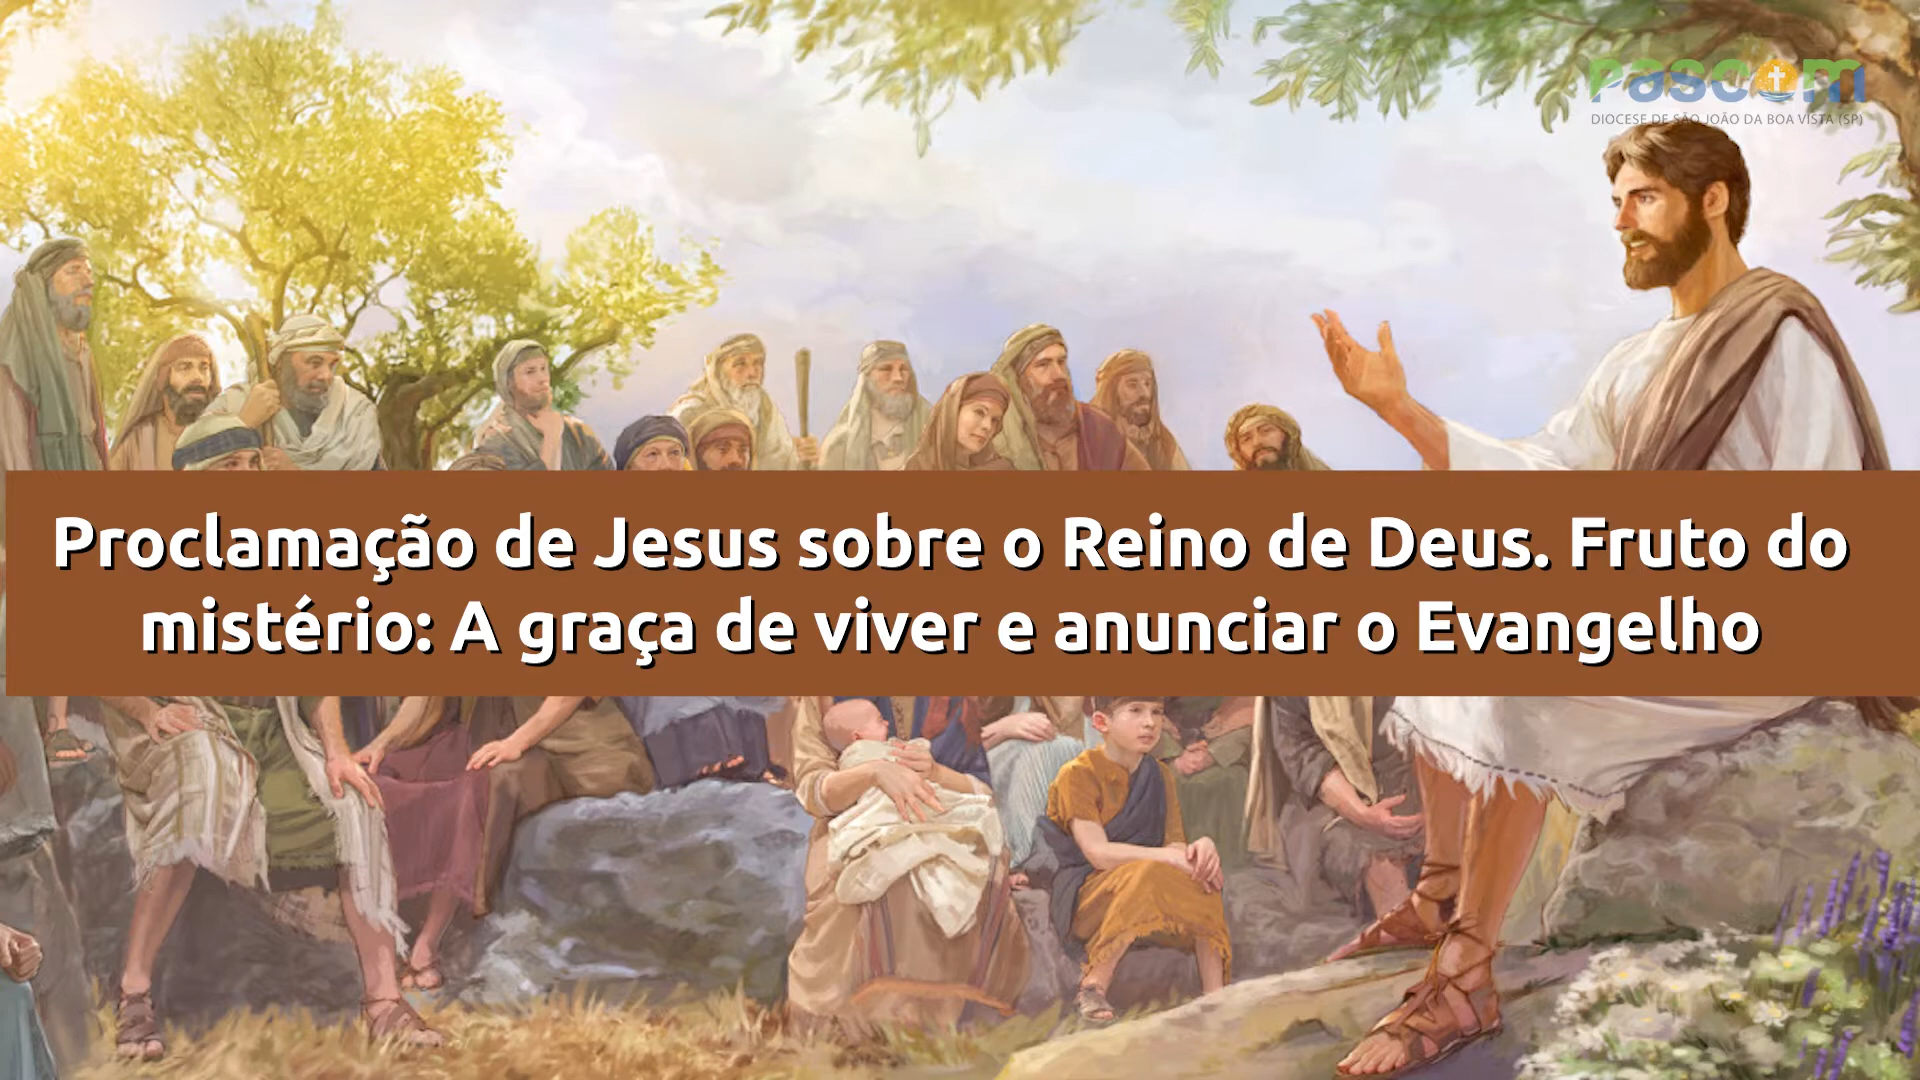 pascom
DIOCESE DE SÃO JOÃO DA BOA VISTA (SP)
Proclamação de Jesus sobre o Reino de Deus. Fruto do
mistério: A graça de viver e anunciar o Evangelho